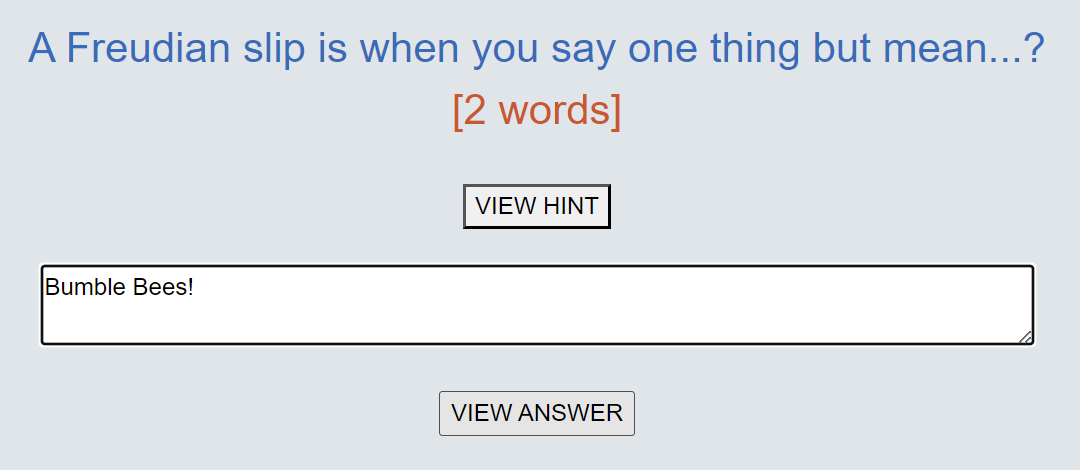 A Freudian slip is when you say one thing but mean...?
[2 words]
VIEW HINT
Bumble Bees!
VIEW ANSWER